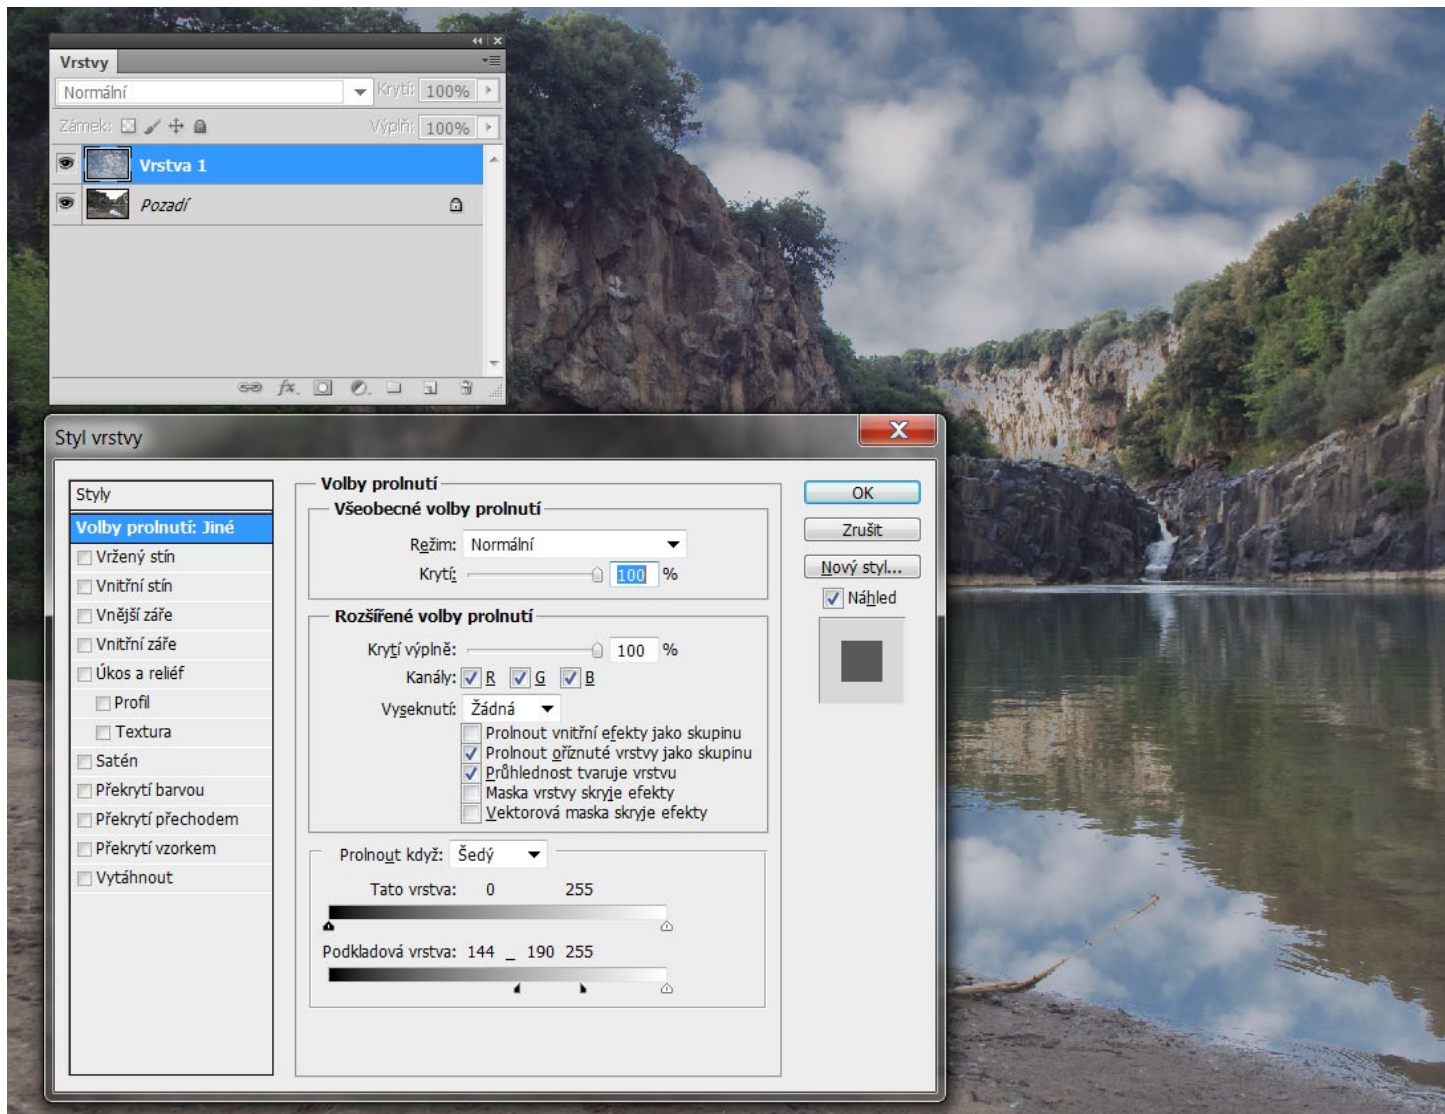 Vrstvy
Normální Krytí: 100%
Zámek: Výplň: 100%
Vrstva 1
Pozadí
fx.
Styl vrstvy
Styly
Volby prolnutí: Jiné
Vržený stín
Vnitřní stín
Vnější záře
Vnitřní záře
Úkos a reliéf
Profil
Textura
Satén
Překrytí barvou
Překrytí přechodem
Překrytí vzorkem
Vytáhnout
Volby prolnutí
Všeobecné volby prolnutí
Režim: Normální
Krytí: 100 %
Rozšířené volby prolnutí
Krytí výplně: 100 %
Kanály: R G B
Vyseknutí: Žádná
Prolnout vnitřní efekty jako skupinu
Prolnout oříznuté vrstvy jako skupinu
Průhlednost tvaruje vrstvu
Maska vrstvy skryje efekty
Vektorová maska skryje efekty
Prolnout když: Šedý
Tato vrstva: 0 255
Podkladová vrstva: 144 _ 190 255
OK
Zrušit
Nový styl...
Náhled